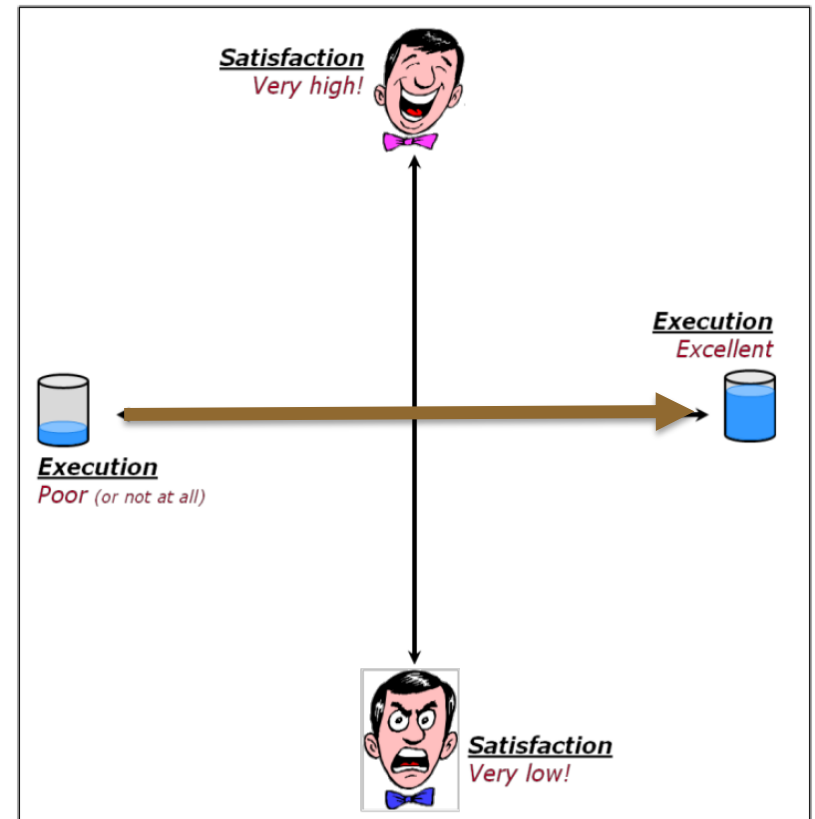 Satisfaction
Very high!
Execution
Excellent
Execution
Poor (or not at all)
Satisfaction
Very low!